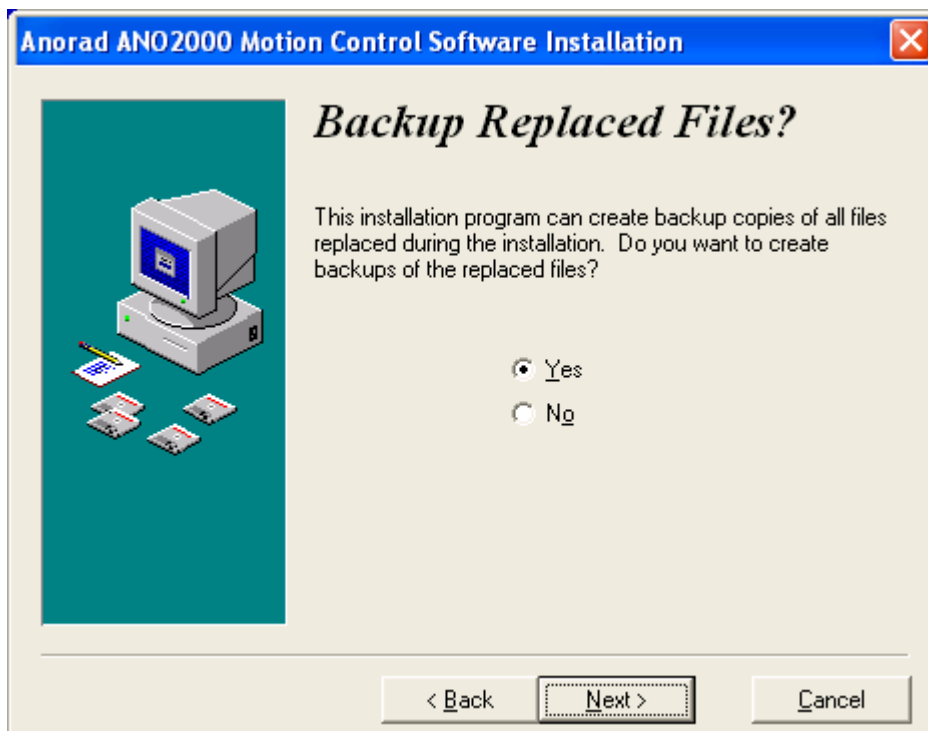 Anorad ANO2000 Motion Control Software Installation
Backup Replaced Files?
This installation program can create backup copies of all files
replaced during the installation. Do you want to create
backups of the replaced files?
Yes
No
< Back
Next >
Cancel